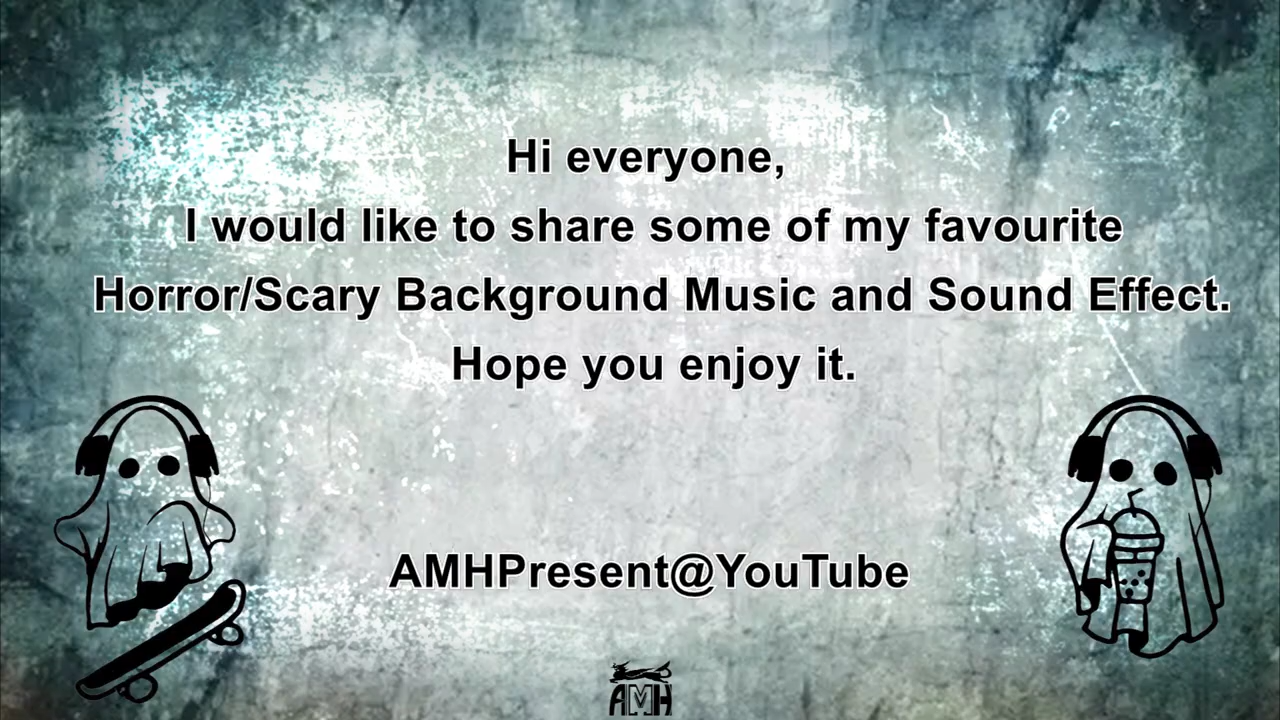 Hi everyone,
I would like to share some of my favourite
Horror/Scary Background Music and Sound Effect.
Hope you enjoy it.
AMHPresent@YouTube
AMH